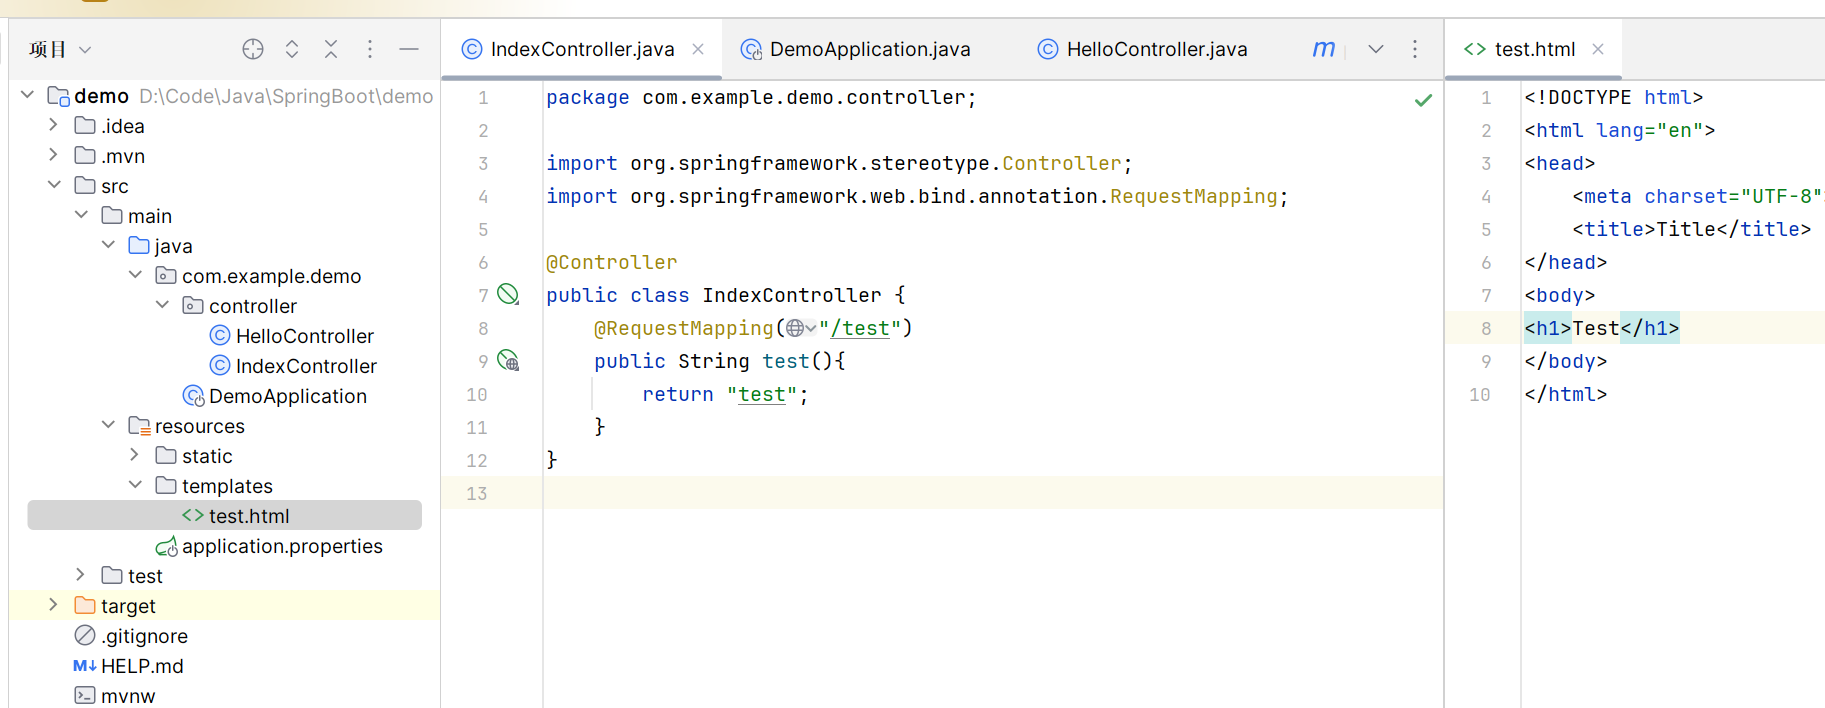 项目
IndexController.java
DemoApplication.java
HelloController.java
m
test.html
demo D:\Code\Java\SpringBoot\demo
.idea
.mvn
src
main
java
com.example.demo
controller
HelloController
IndexController
DemoApplication
resources
static
templates
test.html
application.properties
test
target
.gitignore
M↓ HELP.md
mvnw
1 package com.example.demo.controller;
2
3 import org.springframework.stereotype.Controller;
4 import org.springframework.web.bind.annotation.RequestMapping;
5
6 @Controller
7 public class IndexController {
8 @RequestMapping("/test")
9 public String test(){
10 return "test";
11 }
12 }
13
1 <!DOCTYPE html>
2 <html lang="en">
3 <head>
4 <meta charset="UTF-8"
5 <title>Title</title>
6 </head>
7 <body>
8 <h1>Test</h1>
9 </body>
10 </html>